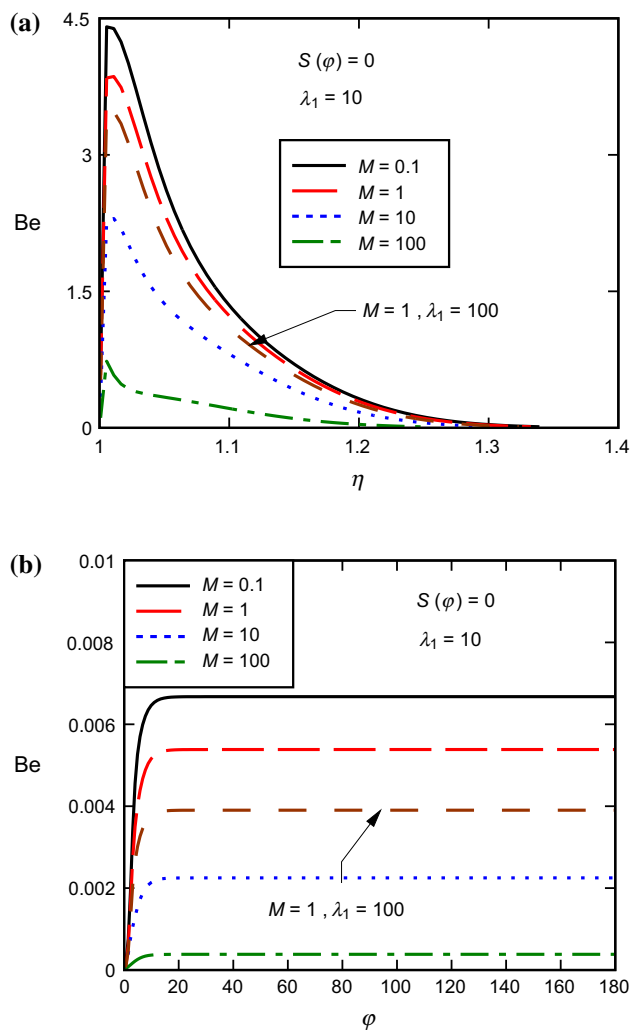 (a)
4.5
3
1.5
0
Be
S (φ) = 0
λ₁ = 10
M = 0.1
M = 1
M = 10
M = 100
M = 1 , λ₁ = 100
1
1.1
1.2
1.3
1.4
η
(b)
0.01
0.008
0.006
0.004
0.002
0
Be
M = 0.1
M = 1
M = 10
M = 100
S (φ) = 0
λ₁ = 10
M = 1 , λ₁ = 100
0 20 40 60 80 100 120 140 160 180
φ